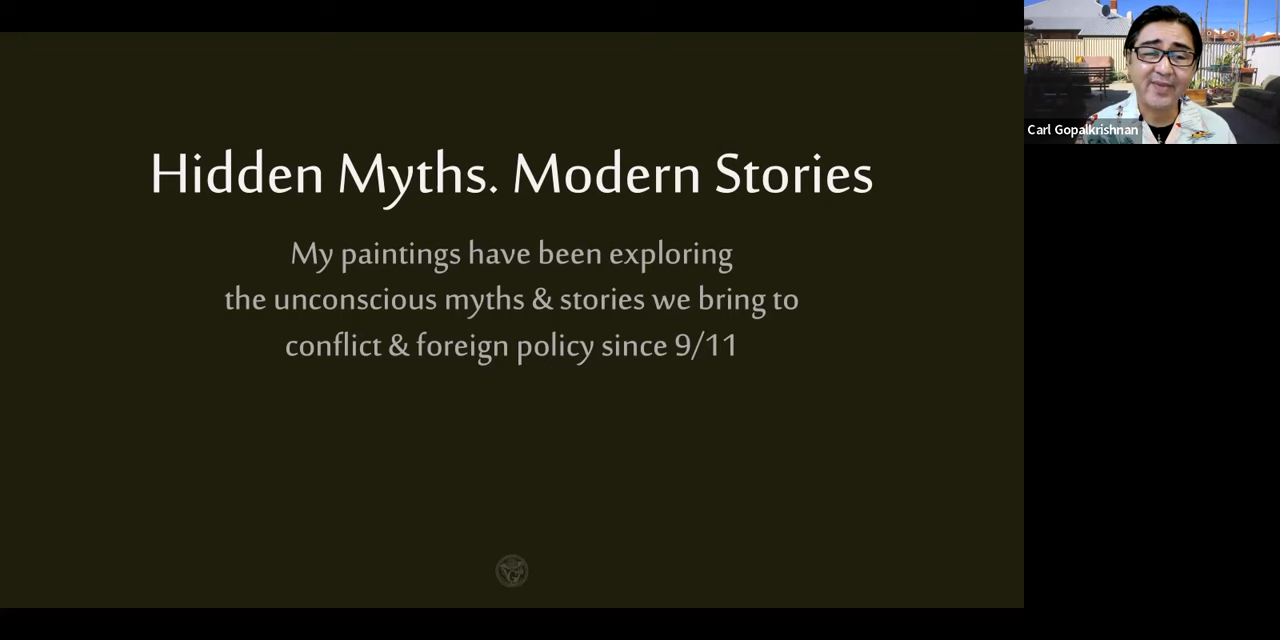 Hidden Myths. Modern Stories
My paintings have been exploring
the unconscious myths & stories we bring to
conflict & foreign policy since 9/11
Carl Gopalkrishnan